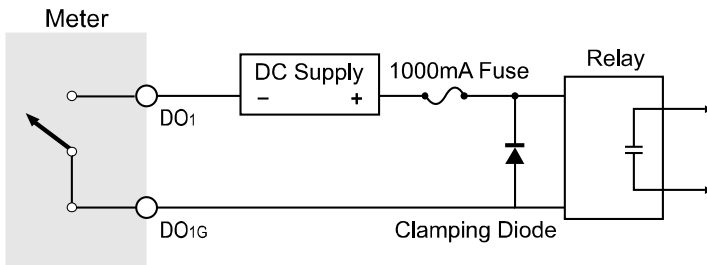 Meter
DC Supply
− +
1000mA Fuse
Relay
DO1
DO1G
Clamping Diode